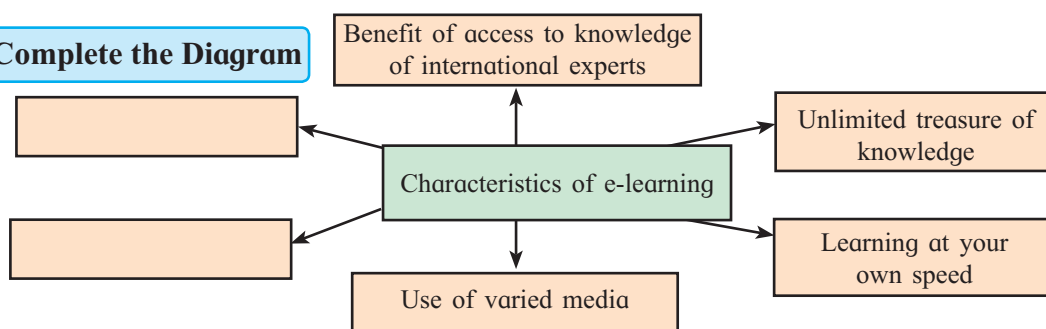 Complete the Diagram
Benefit of access to knowledge
of international experts
Unlimited treasure of
knowledge
Characteristics of e-learning
Learning at your
own speed
Use of varied media